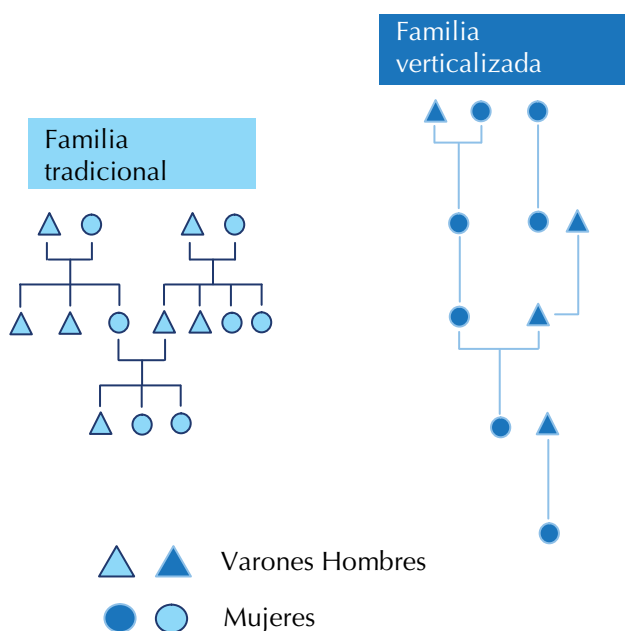 Familia
verticalizada
Familia
tradicional
Varones Hombres
Mujeres